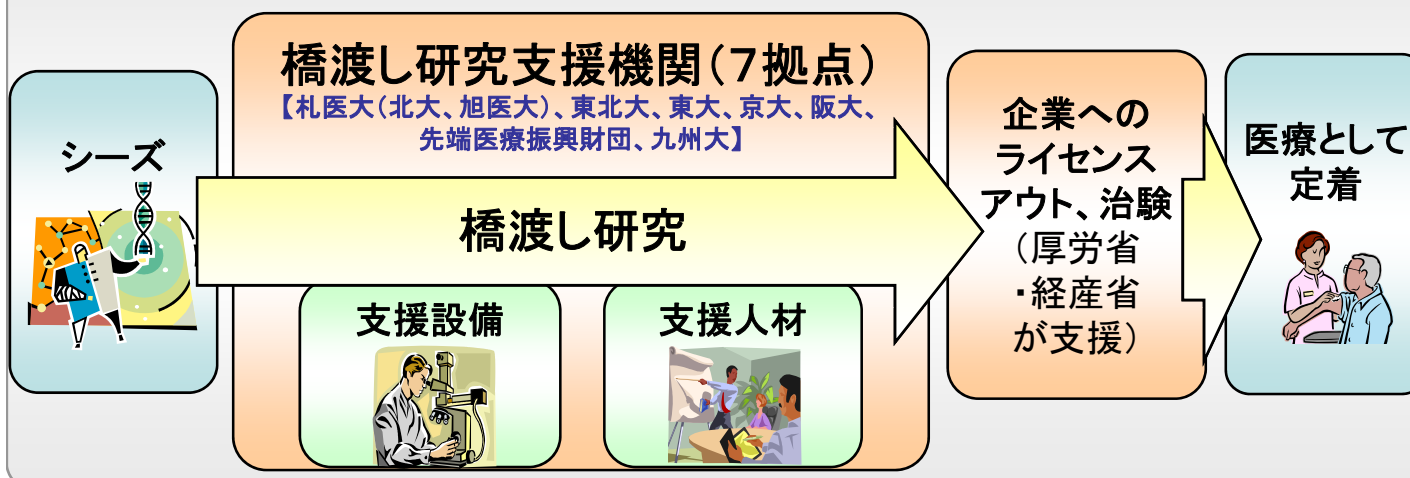 シーズ
橋渡し研究支援機関(7拠点)
【札医大(北大、旭医大)、東北大、東大、京大、阪大、
先端医療振興財団、九州大】
橋渡し研究
支援設備
支援人材
企業への
ライセンス
アウト、治験
(厚労省
・経産省
が支援)
医療として
定着